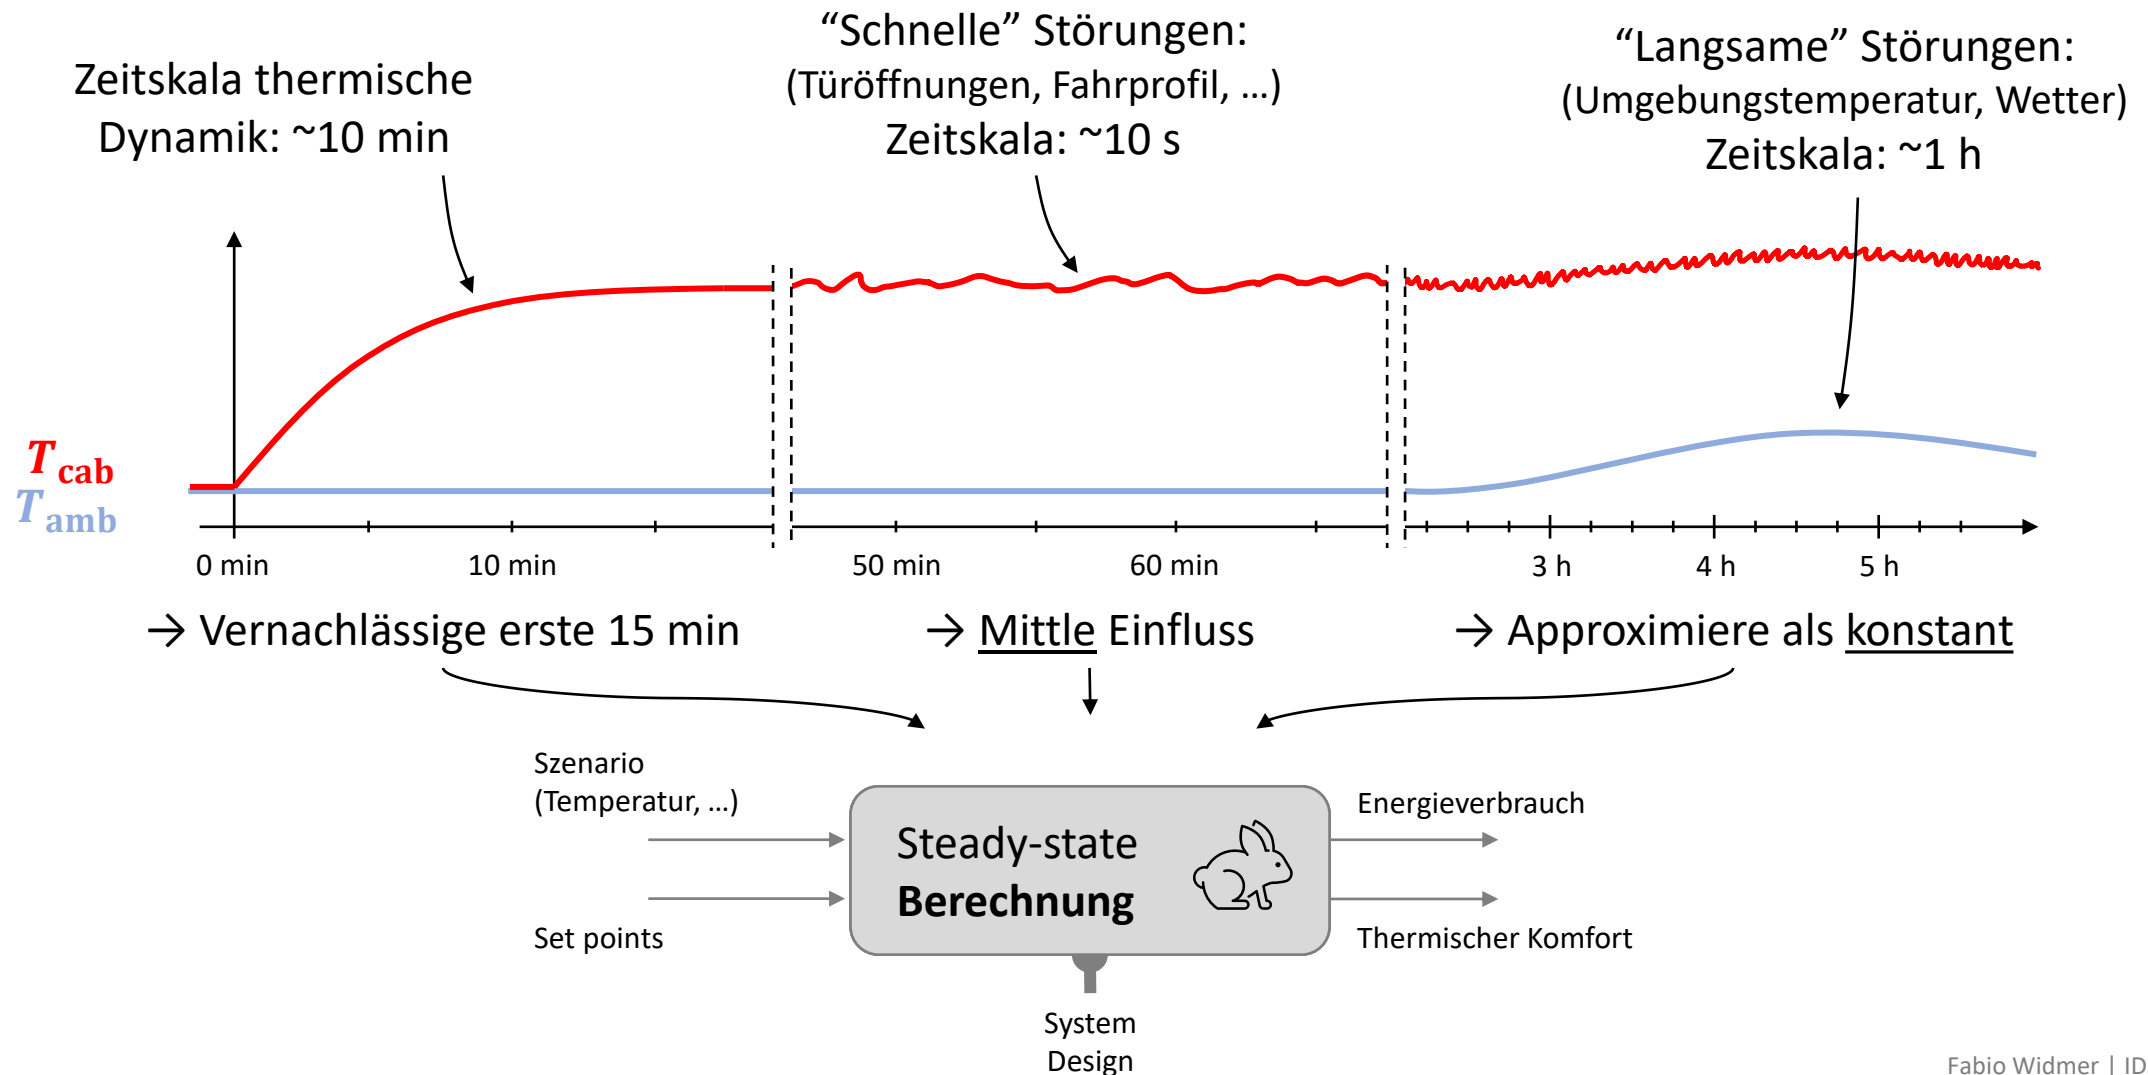 Zeitskala thermische
Dynamik: ~10 min
“Schnelle” Störungen:
(Türöffnungen, Fahrprofil, …)
Zeitskala: ~10 s
“Langsame” Störungen:
(Umgebungstemperatur, Wetter)
Zeitskala: ~1 h
T cab
T amb
0 min
10 min
50 min
60 min
3 h
4 h
5 h
→ Vernachlässige erste 15 min
→ Mittle Einfluss
→ Approximiere als konstant
Szenario
(Temperatur, …)
Set points
Steady-state
Berechnung
Energieverbrauch
Thermischer Komfort
System
Design
Fabio Widmer | ID